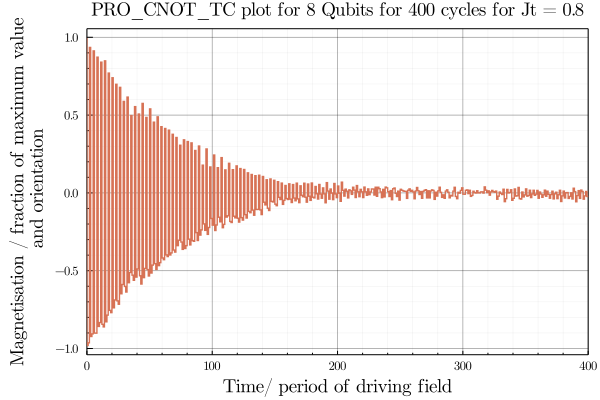 PRO_CNOT_TC plot for 8 Qubits for 400 cycles for Jt = 0.8
Magnetisation / fraction of maximum value
and orientation
1.0
0.5
0.0
−0.5
−1.0
0
100
200
300
400
Time/ period of driving field